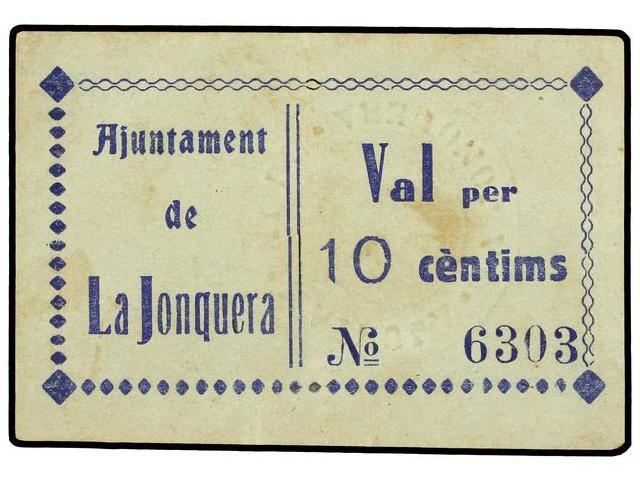 Ajuntament
de
La Jonquera
Val per
10 cèntims
Nº 6303